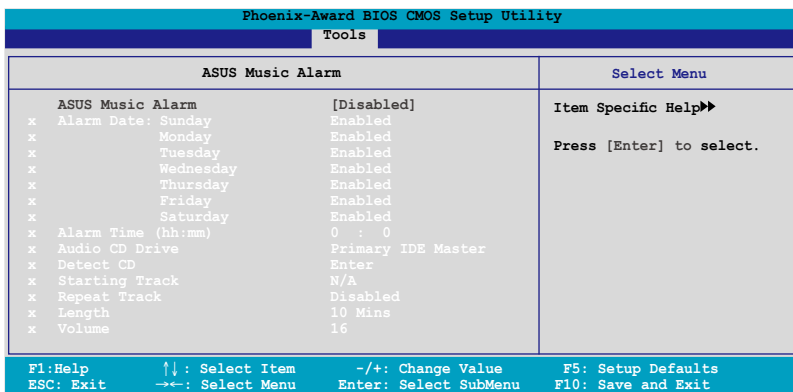 Phoenix-Award BIOS CMOS Setup Utility
Tools
ASUS Music Alarm
Select Menu
ASUS Music Alarm [Disabled]
x Alarm Date: Sunday Enabled
x Monday Enabled
x Tuesday Enabled
x Wednesday Enabled
x Thursday Enabled
x Friday Enabled
x Saturday Enabled
x Alarm Time (hh:mm) 0 : 0
x Audio CD Drive Primary IDE Master
x Detect CD Enter
x Starting Track N/A
x Repeat Track Disabled
x Length 10 Mins
x Volume 16
Item Specific Help▶▶
Press [Enter] to select.
F1:Help ↑↓: Select Item -/+: Change Value F5: Setup Defaults
ESC: Exit →←: Select Menu Enter: Select SubMenu F10: Save and Exit